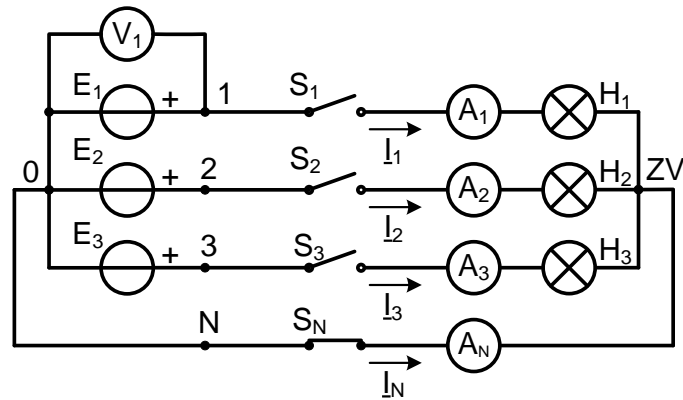 V1
E1 + 1 S1 I1 A1 H1
0 E2 + 2 S2 I2 A2 H2 ZV
E3 + 3 S3 I3 A3 H3
N SN IN AN